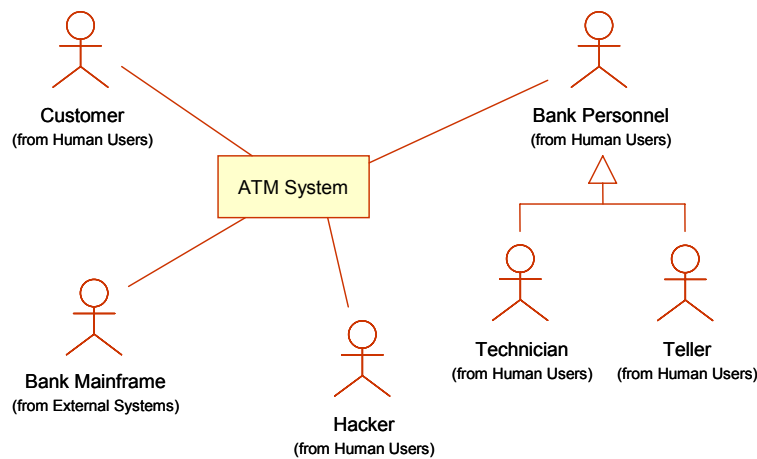 Customer
(from Human Users)
Bank Personnel
(from Human Users)
ATM System
Bank Mainframe
(from External Systems)
Hacker
(from Human Users)
Technician
(from Human Users)
Teller
(from Human Users)